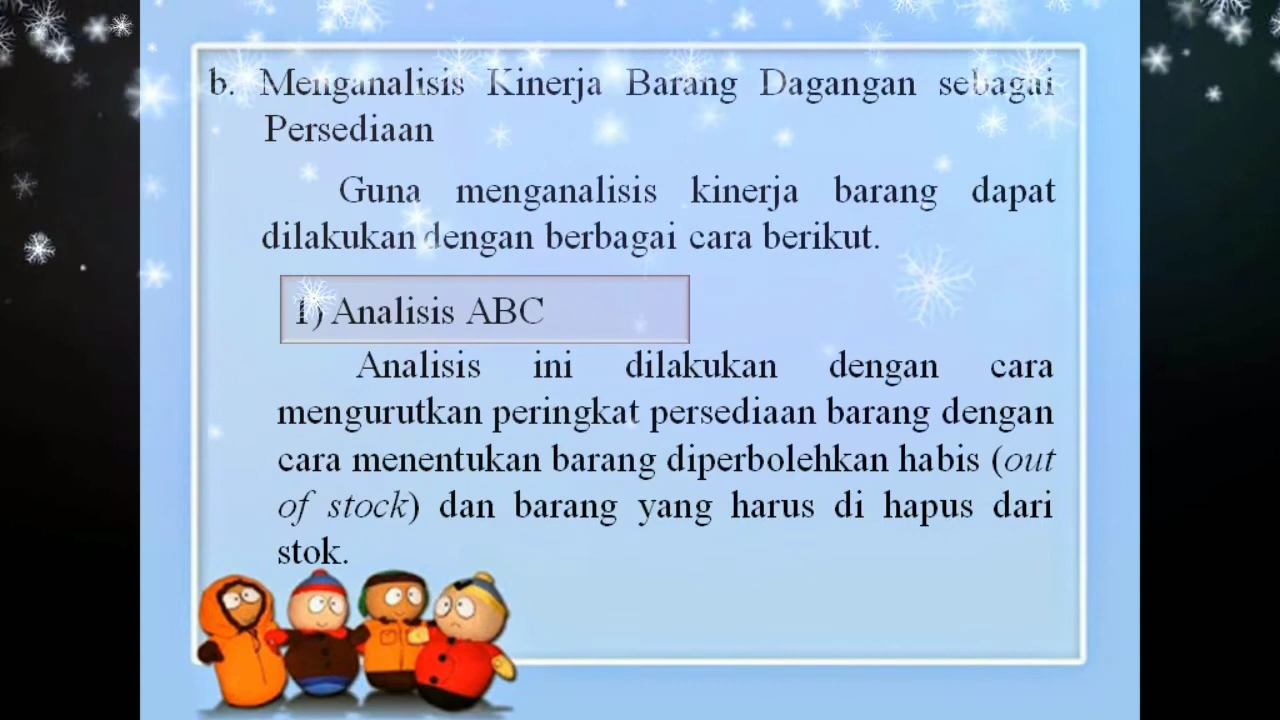 b. Menganalisis Kinerja Barang Dagangan sebagai
Persediaan
Guna menganalisis kinerja barang dapat
dilakukan dengan berbagai cara berikut.
1) Analisis ABC
Analisis ini dilakukan dengan cara
mengurutkan peringkat persediaan barang dengan
cara menentukan barang diperbolehkan habis (out
of stock) dan barang yang harus di hapus dari
stok.